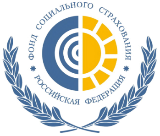 ФОНД СОЦИАЛЬНОГО СТРАХОВАНИЯ
РОССИЙСКАЯ ФЕДЕРАЦИЯ